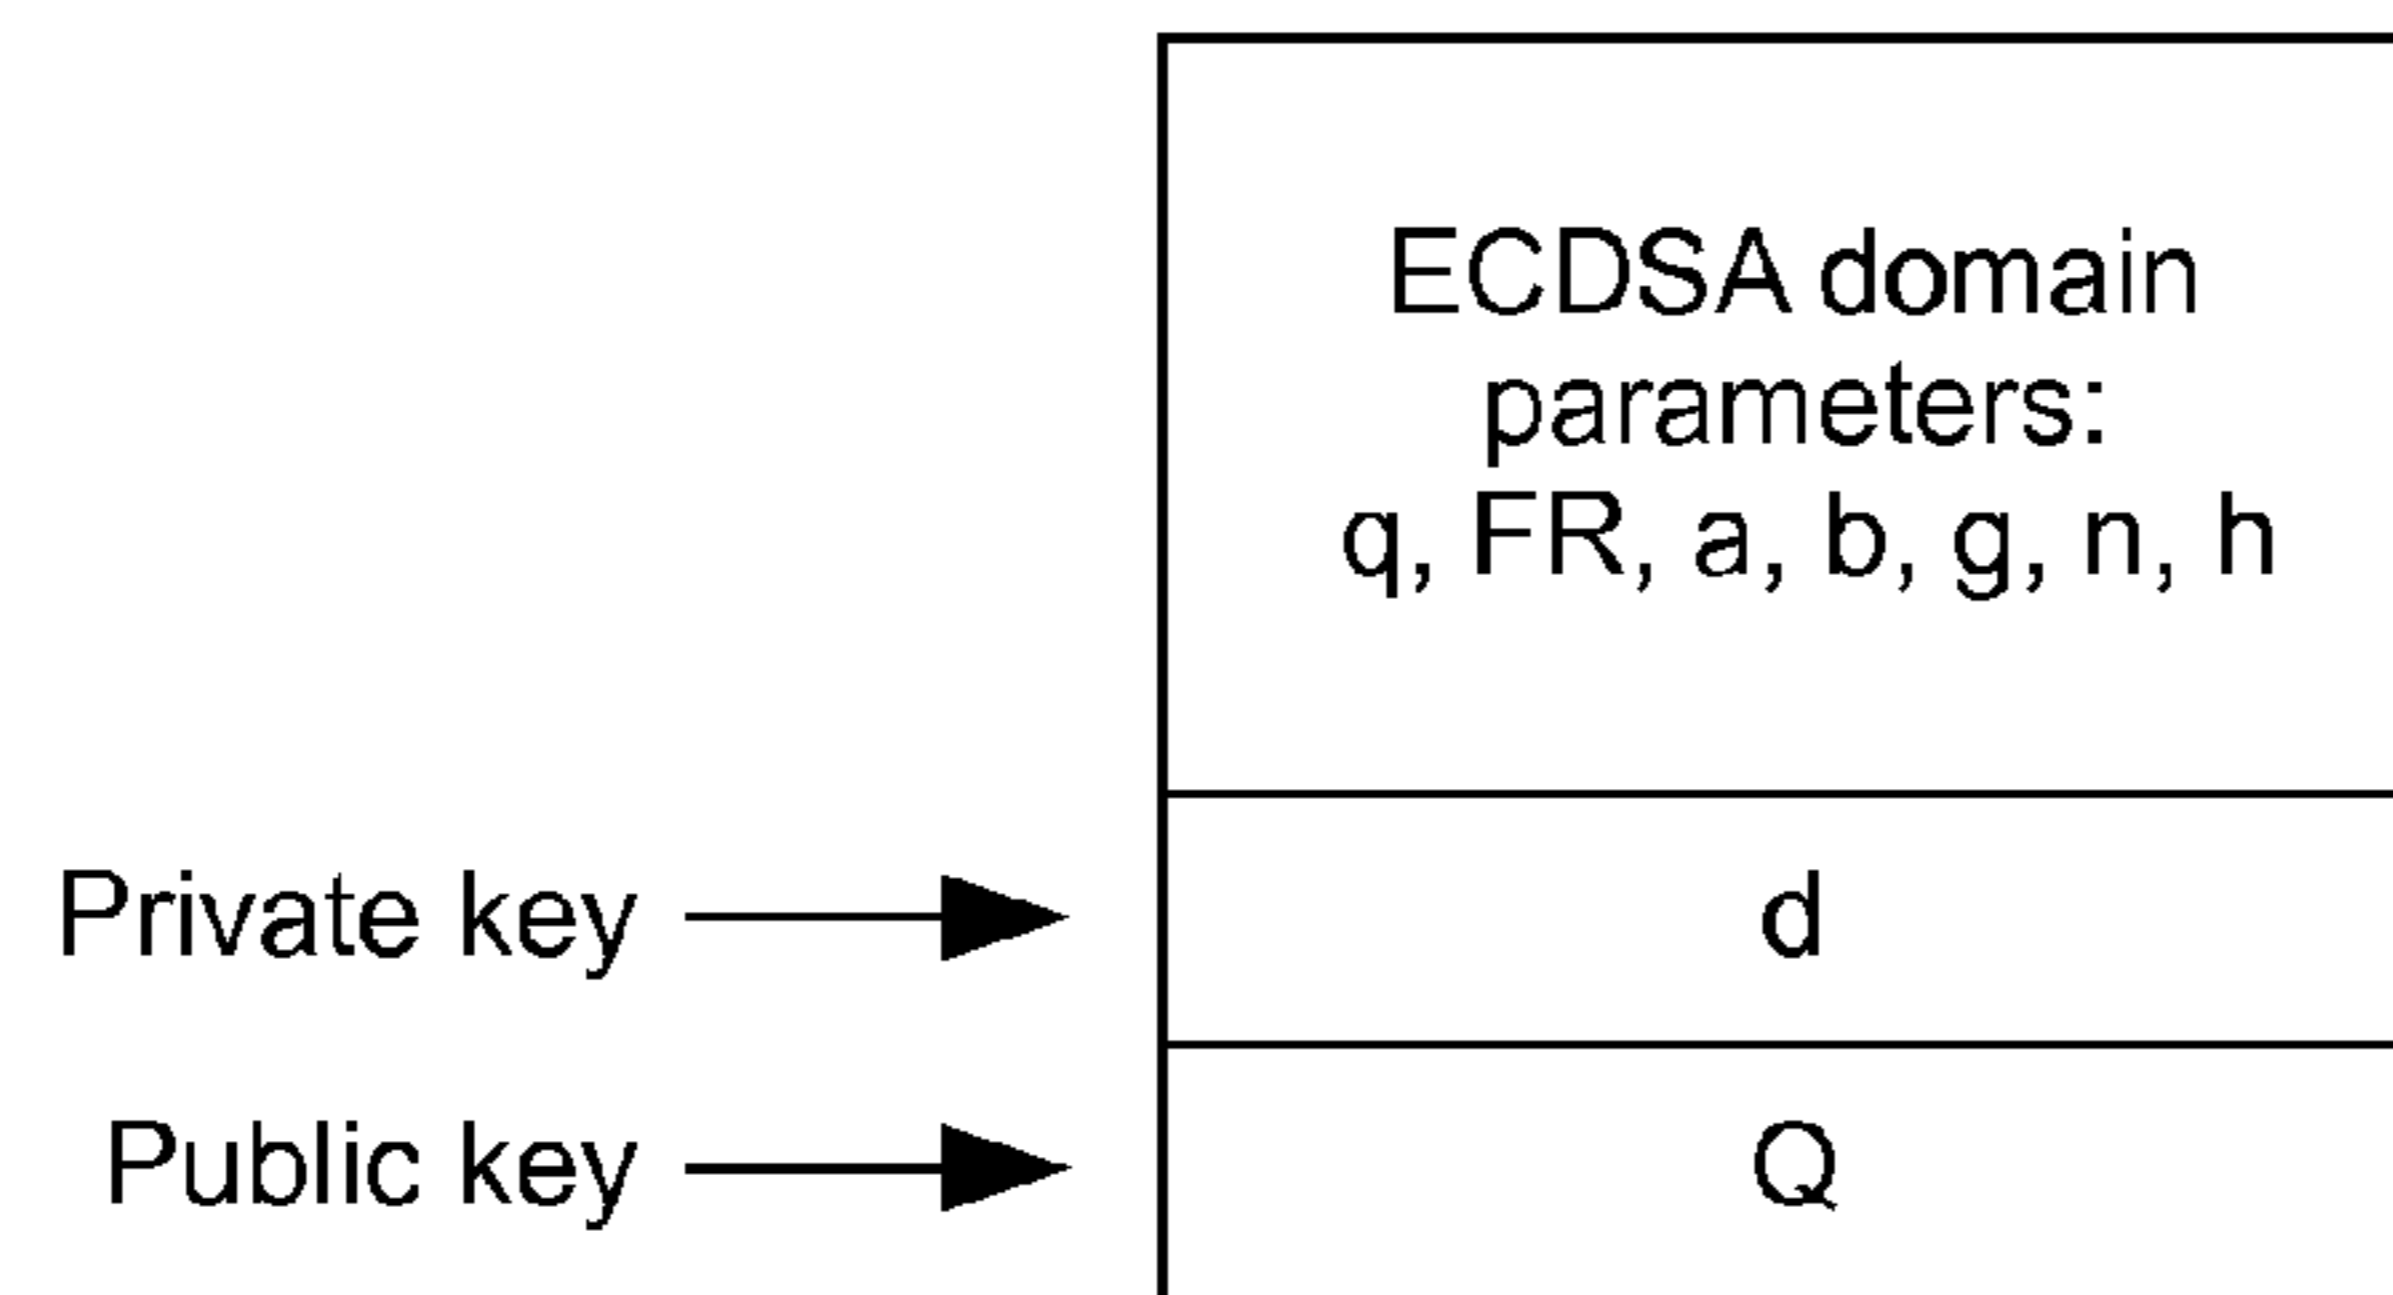 ECDSA domain
parameters:
q, FR, a, b, g, n, h
Private key
d
Public key
Q